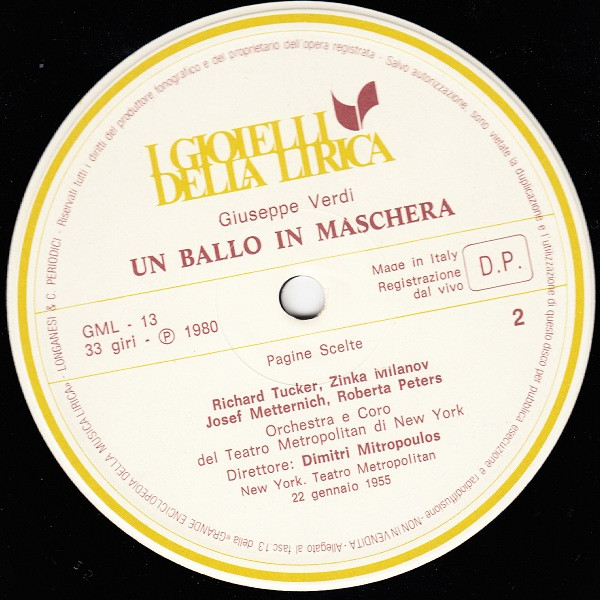 I GIOIELLI
DELLA LIRICA
Giuseppe Verdi
UN BALLO IN MASCHERA
Made in Italy
Registrazione
dal vivo
D.P.
GML - 13
33 giri - Ⓟ 1980
2
Pagine Scelte
Richard Tucker, Zinka Milanov
Josef Metternich, Roberta Peters
Orchestra e Coro
del Teatro Metropolitan di New York
Direttore: Dimitri Mitropoulos
New York. Teatro Metropolitan
22 gennaio 1955
LONGANESI & C. PERIODICI - Riservati tutti i diritti del produttore fonografico e del proprietario dell'opera registrata - Salvo autorizzazione, sono vietate la duplicazione e l'utilizzazione di questo disco per pubblica esecuzione e radiodiffusione - NON IN VENDITA - Allegato al fasc. 13 della «GRANDE ENCICLOPEDIA DELLA MUSICA LIRICA»